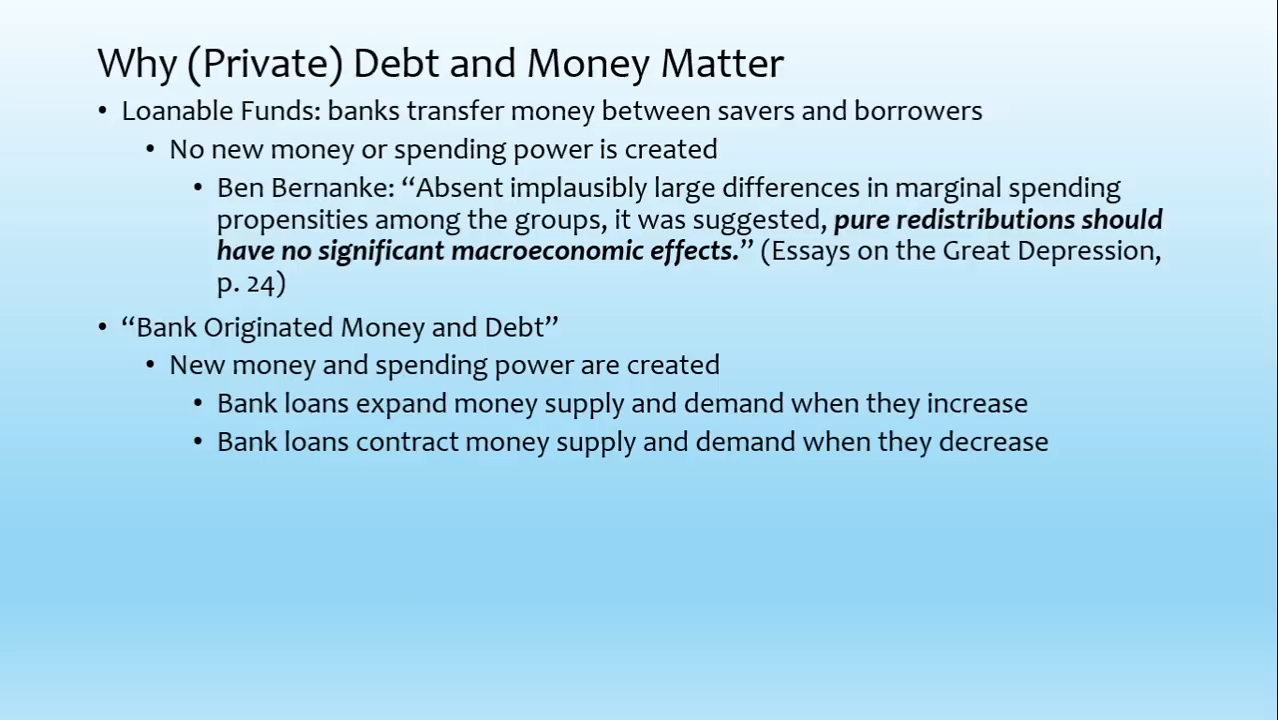 Why (Private) Debt and Money Matter
• Loanable Funds: banks transfer money between savers and borrowers
• No new money or spending power is created
• Ben Bernanke: “Absent implausibly large differences in marginal spending
propensities among the groups, it was suggested, pure redistributions should
have no significant macroeconomic effects.” (Essays on the Great Depression,
p. 24)
• “Bank Originated Money and Debt”
• New money and spending power are created
• Bank loans expand money supply and demand when they increase
• Bank loans contract money supply and demand when they decrease